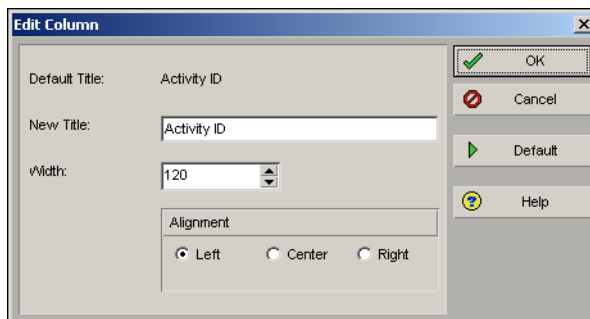 Edit Column
Default Title: Activity ID
New Title: Activity ID
Width: 120
Alignment
Left Center Right
OK
Cancel
Default
Help